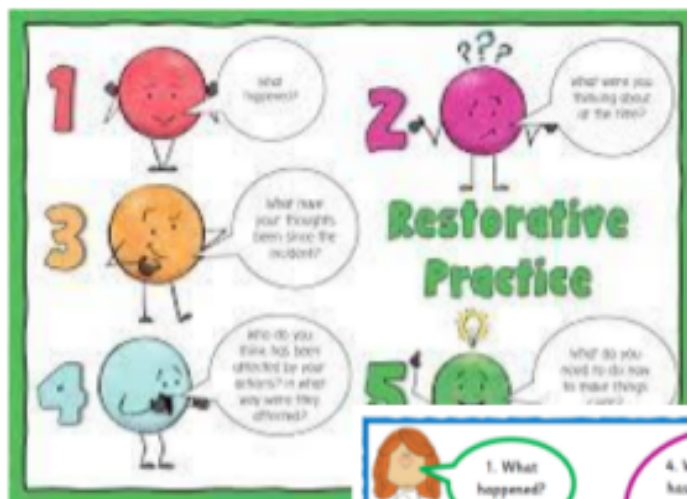 1
What
happened?
2
???
What were you
thinking about
at the time?
3
What have
your thoughts
been since the
incident?
Restorative
Practice
4
Who do you
think has been
affected by your
actions? In what
way were they
affected?
5
What do you
need to do now
to make things
right?
1. What
happened?
4.